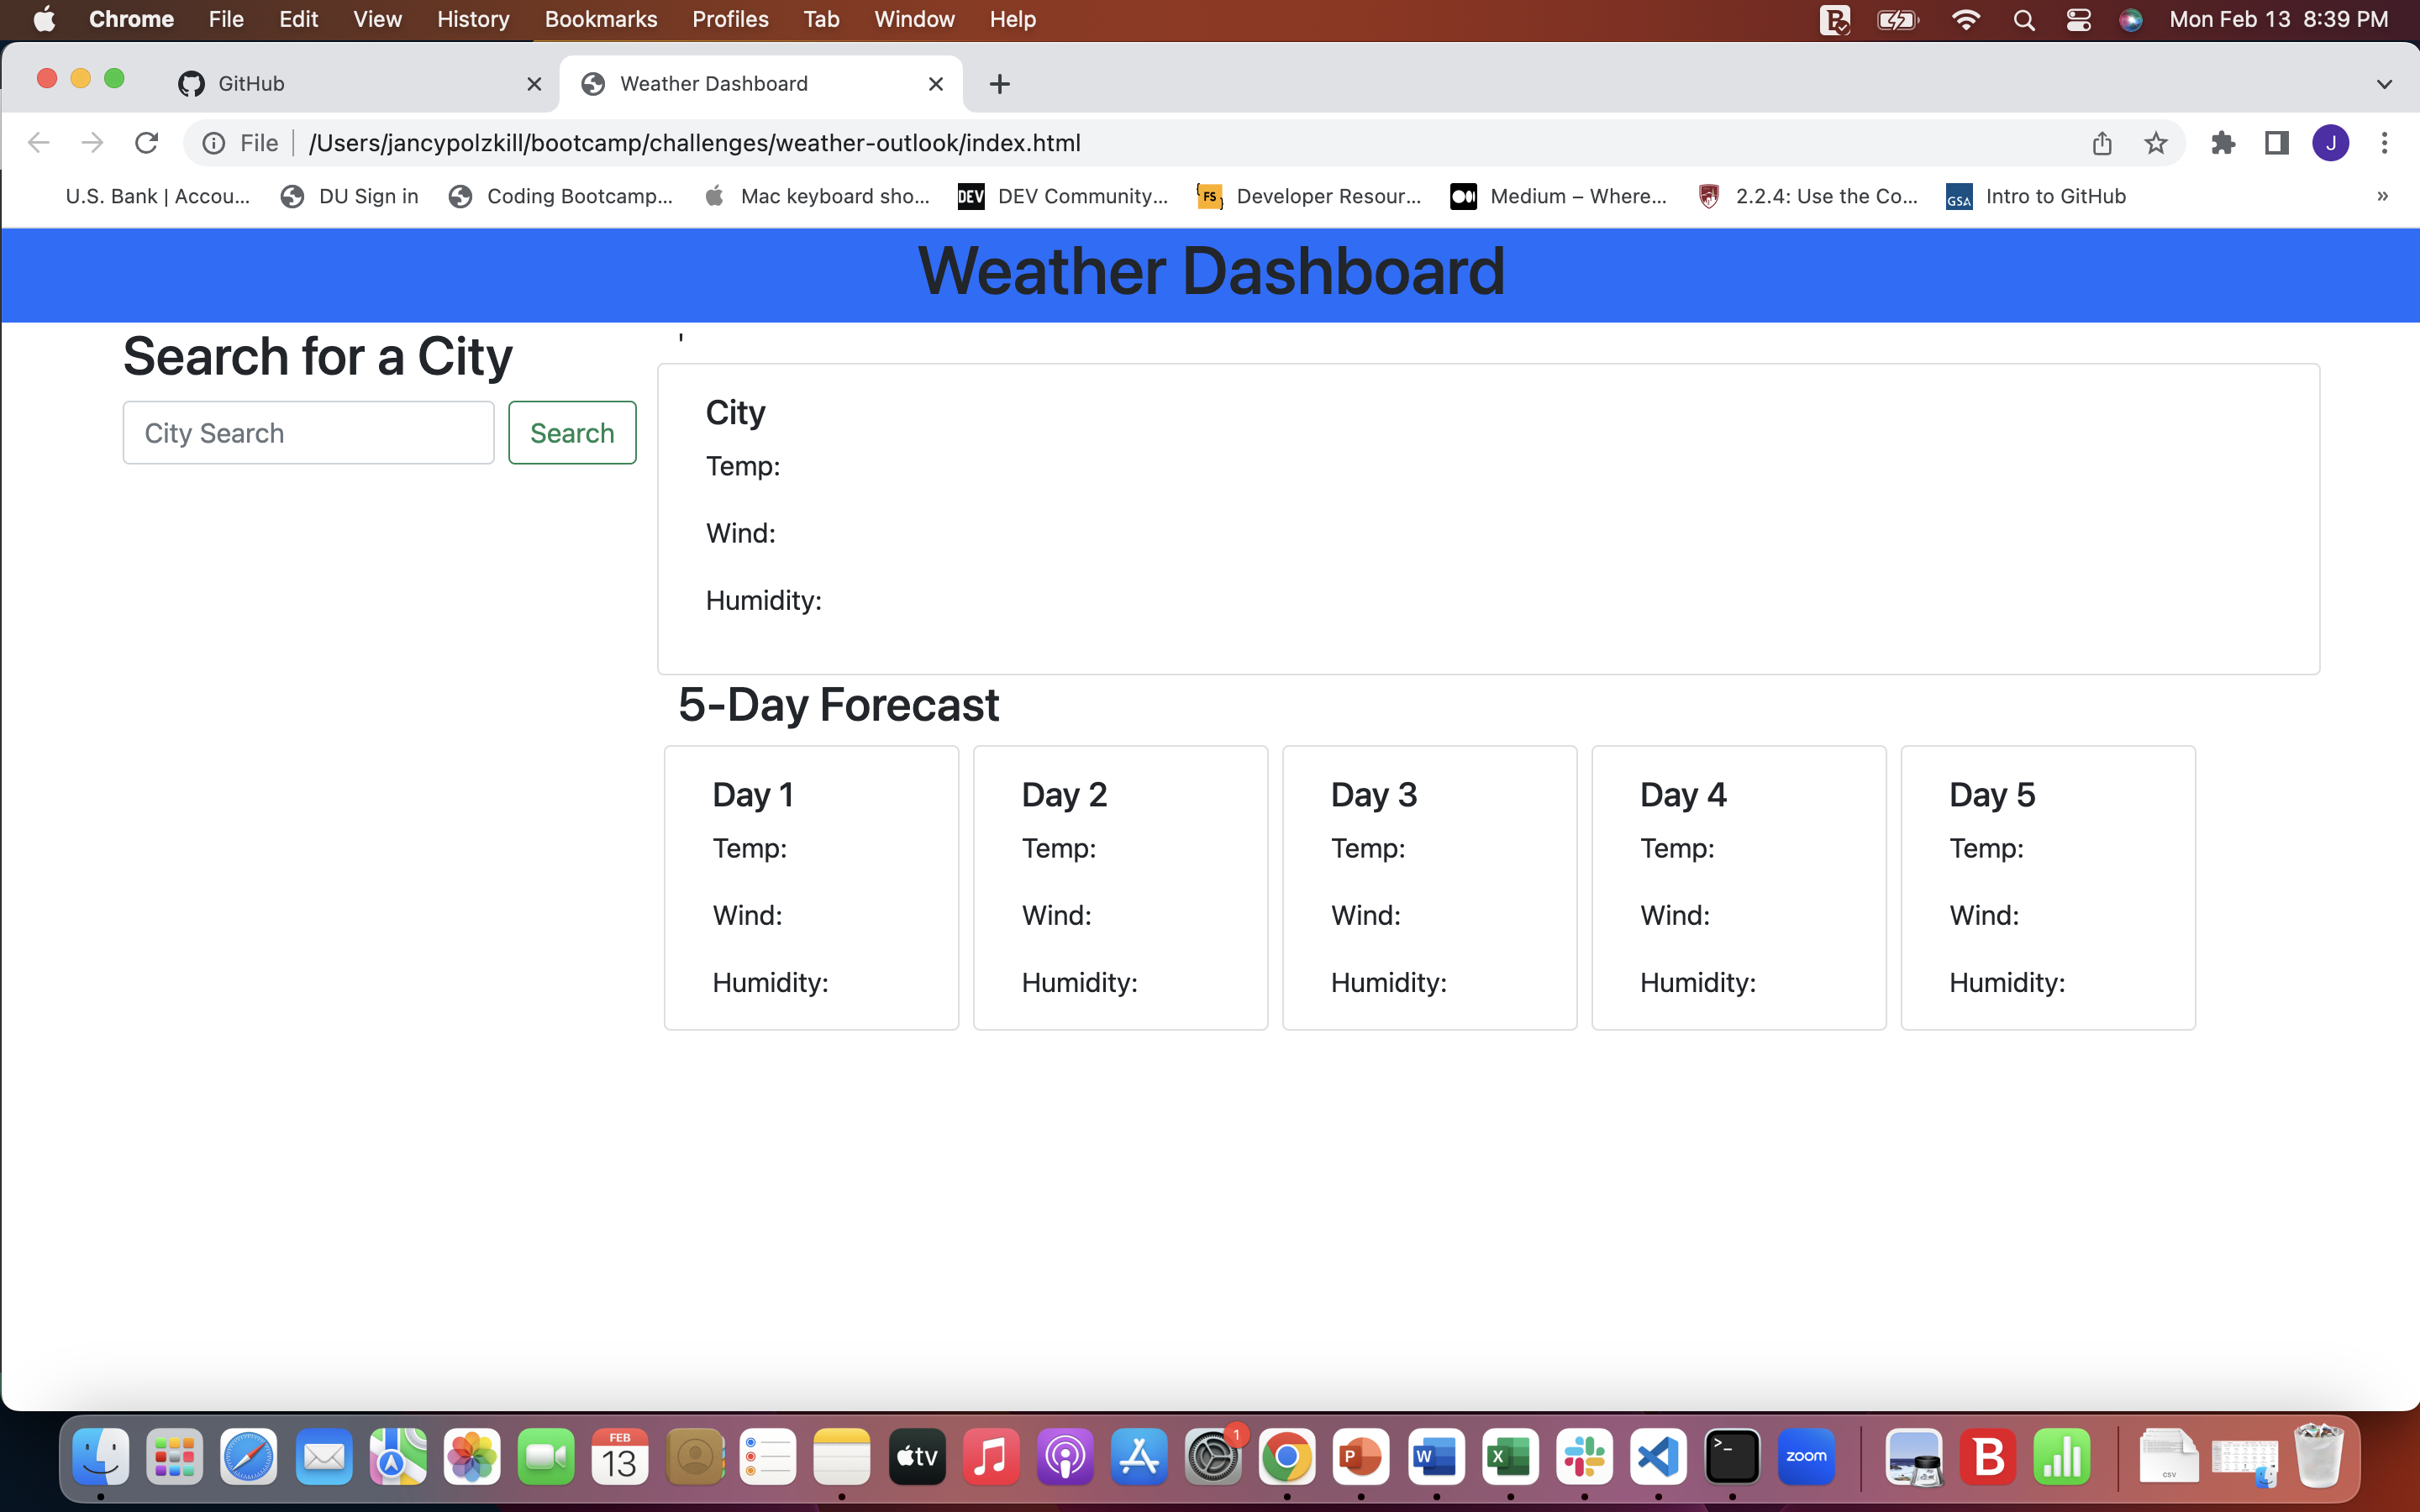 Chrome File Edit View History Bookmarks Profiles Tab Window Help Mon Feb 13 8:39 PM
GitHub Weather Dashboard
File /Users/jancypolzkill/bootcamp/challenges/weather-outlook/index.html J
U.S. Bank | Accou... DU Sign in Coding Bootcamp... Mac keyboard sho... DEV DEV Community... FS Developer Resour... Medium – Where... 2.2.4: Use the Co... GSA Intro to GitHub »
Weather Dashboard
Search for a City
'
City Search Search
City
Temp:
Wind:
Humidity:
5-Day Forecast
Day 1 Day 2 Day 3 Day 4 Day 5
Temp: Temp: Temp: Temp: Temp:
Wind: Wind: Wind: Wind: Wind:
Humidity: Humidity: Humidity: Humidity: Humidity:
FEB
13
tv
1
P
W
X
>_
zoom
B
CSV